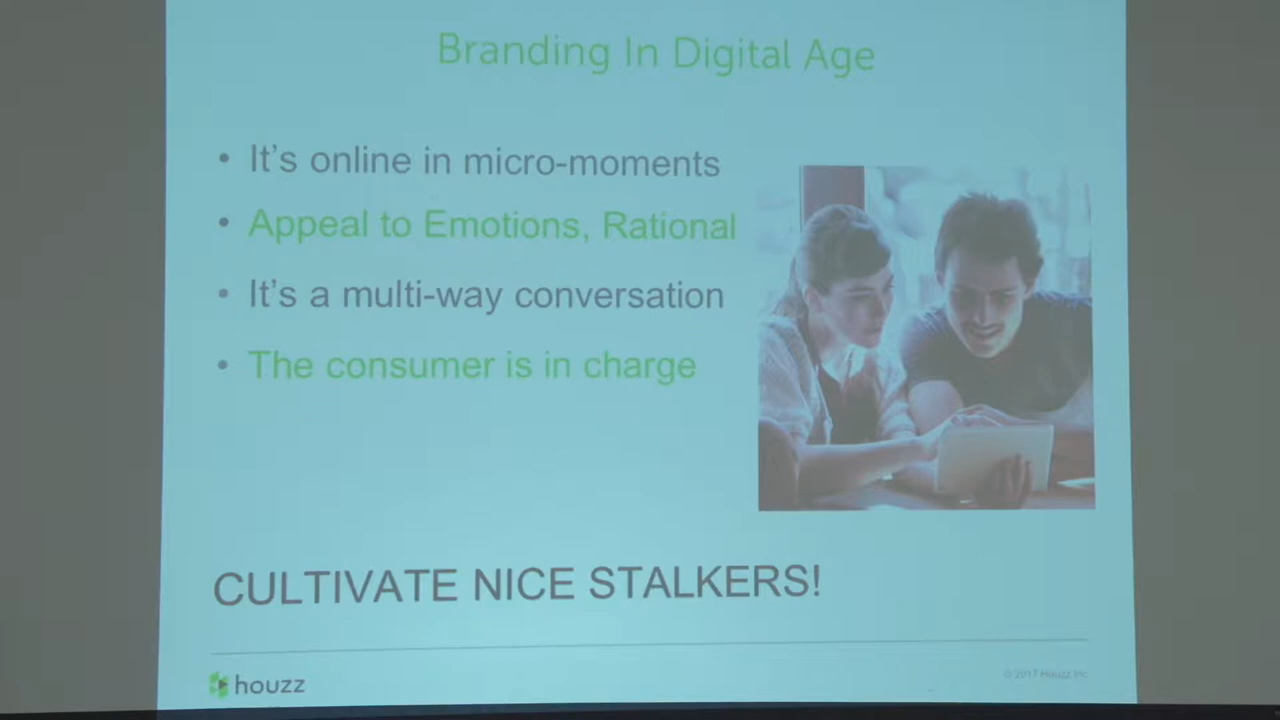 Branding In Digital Age
• It's online in micro-moments
• Appeal to Emotions, Rational
• It's a multi-way conversation
• The consumer is in charge
CULTIVATE NICE STALKERS!
houzz
© 2017 Houzz Inc